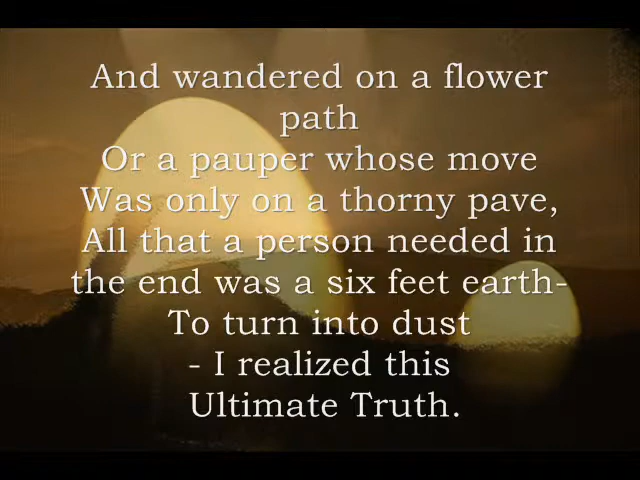 And wandered on a flower
path
Or a pauper whose move
Was only on a thorny pave,
All that a person needed in
the end was a six feet earth-
To turn into dust
- I realized this
Ultimate Truth.